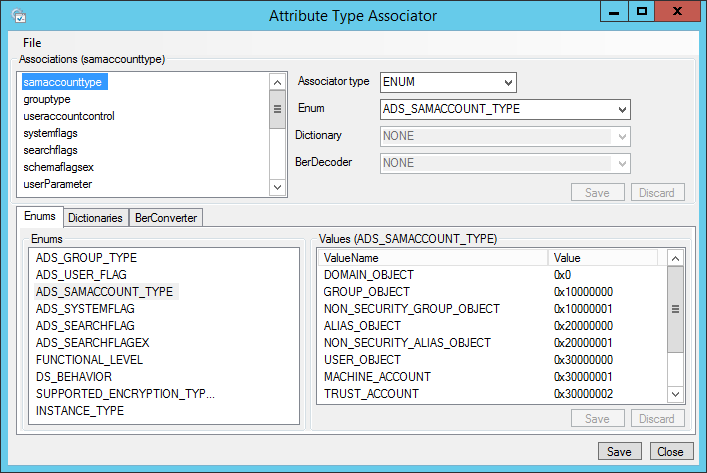 Attribute Type Associator
File
Associations (samaccounttype)
samaccounttype
grouptype
useraccountcontrol
systemflags
searchflags
schemaflagsex
userParameter
Associator type ENUM
Enum ADS_SAMACCOUNT_TYPE
Dictionary NONE
BerDecoder NONE
Save Discard
Enums Dictionaries BerConverter
Enums
ADS_GROUP_TYPE
ADS_USER_FLAG
ADS_SAMACCOUNT_TYPE
ADS_SYSTEMFLAG
ADS_SEARCHFLAG
ADS_SEARCHFLAGEX
FUNCTIONAL_LEVEL
DS_BEHAVIOR
SUPPORTED_ENCRYPTION_TYP...
INSTANCE_TYPE
Values (ADS_SAMACCOUNT_TYPE)
ValueName Value
DOMAIN_OBJECT 0x0
GROUP_OBJECT 0x10000000
NON_SECURITY_GROUP_OBJECT 0x10000001
ALIAS_OBJECT 0x20000000
NON_SECURITY_ALIAS_OBJECT 0x20000001
USER_OBJECT 0x30000000
MACHINE_ACCOUNT 0x30000001
TRUST_ACCOUNT 0x30000002
Save Discard
Save Close